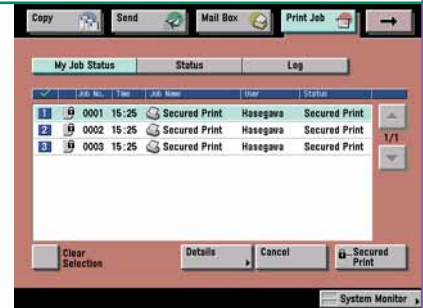 Copy Send Mail Box Print Job
My Job Status Status Log
Job No. Time Job Name User Status
1 0001 15:25 Secured Print Hasegawa Secured Print
2 0002 15:25 Secured Print Hasegawa Secured Print
3 0003 15:25 Secured Print Hasegawa Secured Print
1/1
Clear Selection Details Cancel Secured Print
System Monitor